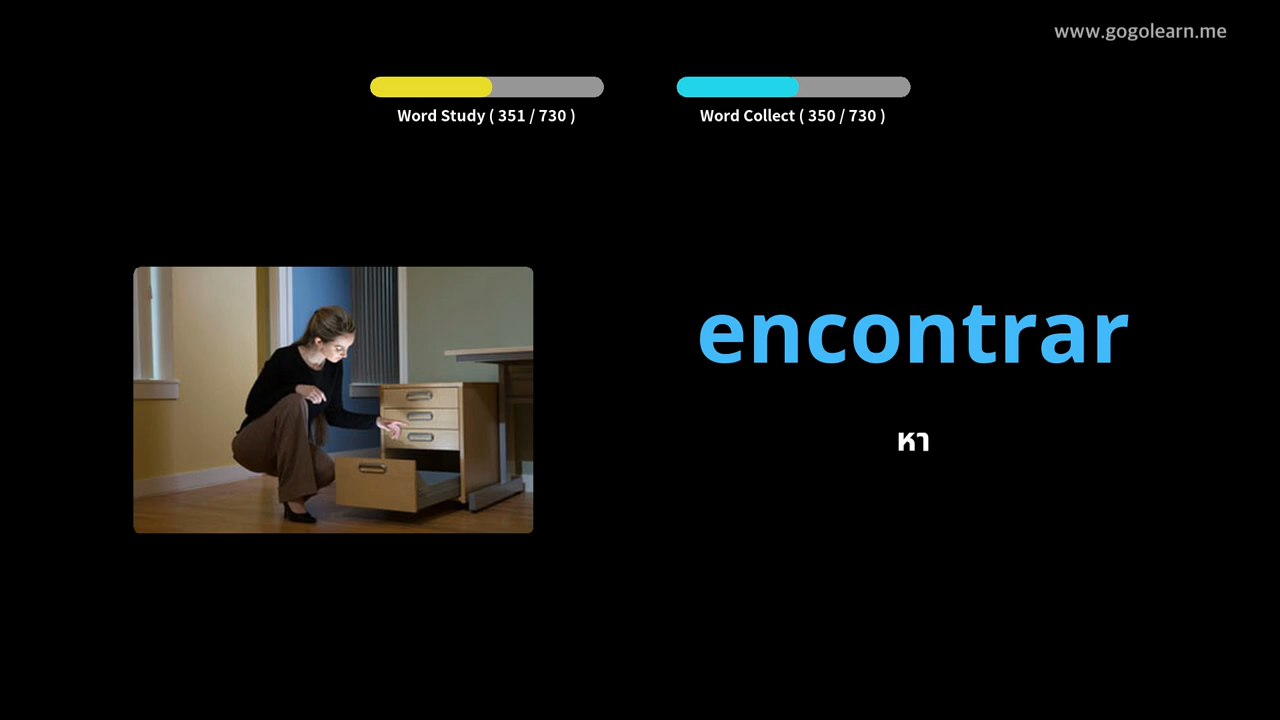 www.gogolearn.me
Word Study ( 351 / 730 )
Word Collect ( 350 / 730 )
encontrar
หา